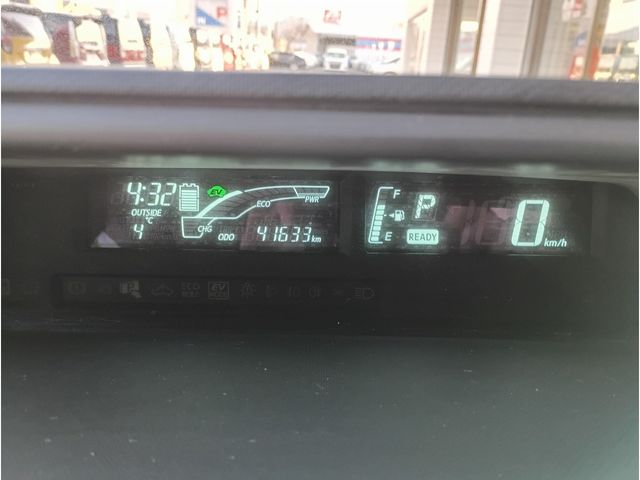 4:32
EV
OUTSIDE
°C
4
ECO
PWR
CHG
ODO 41633 km
F
P
E
READY
0 km/h
P
ECO
EV